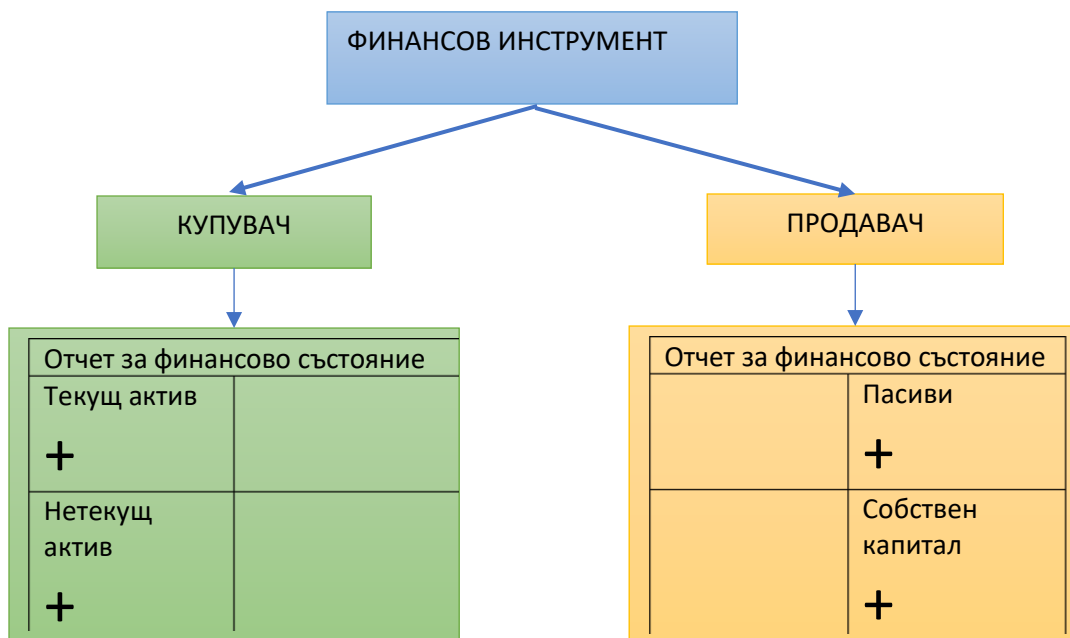 ФИНАНСОВ ИНСТРУМЕНТ
КУПУВАЧ
ПРОДАВАЧ
Отчет за финансово състояние
Текущ актив
+
Нетекущ
актив
+
Отчет за финансово състояние
Пасиви
+
Собствен
капитал
+